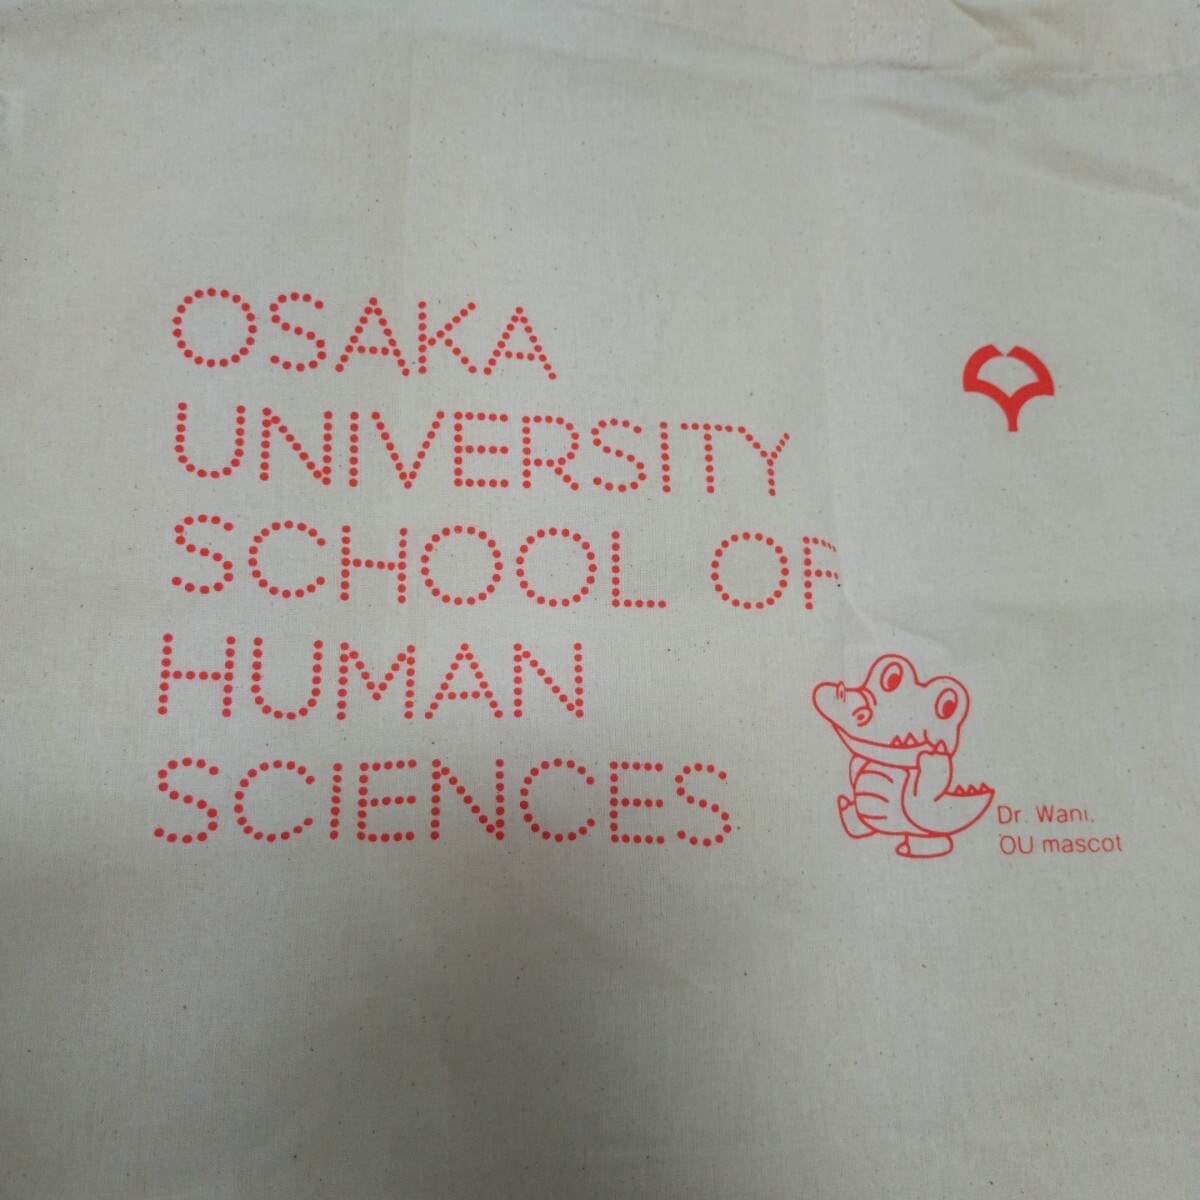 OSAKA
UNIVERSITY
SCHOOL OF
HUMAN
SCIENCES
Dr. Wani,
OU mascot